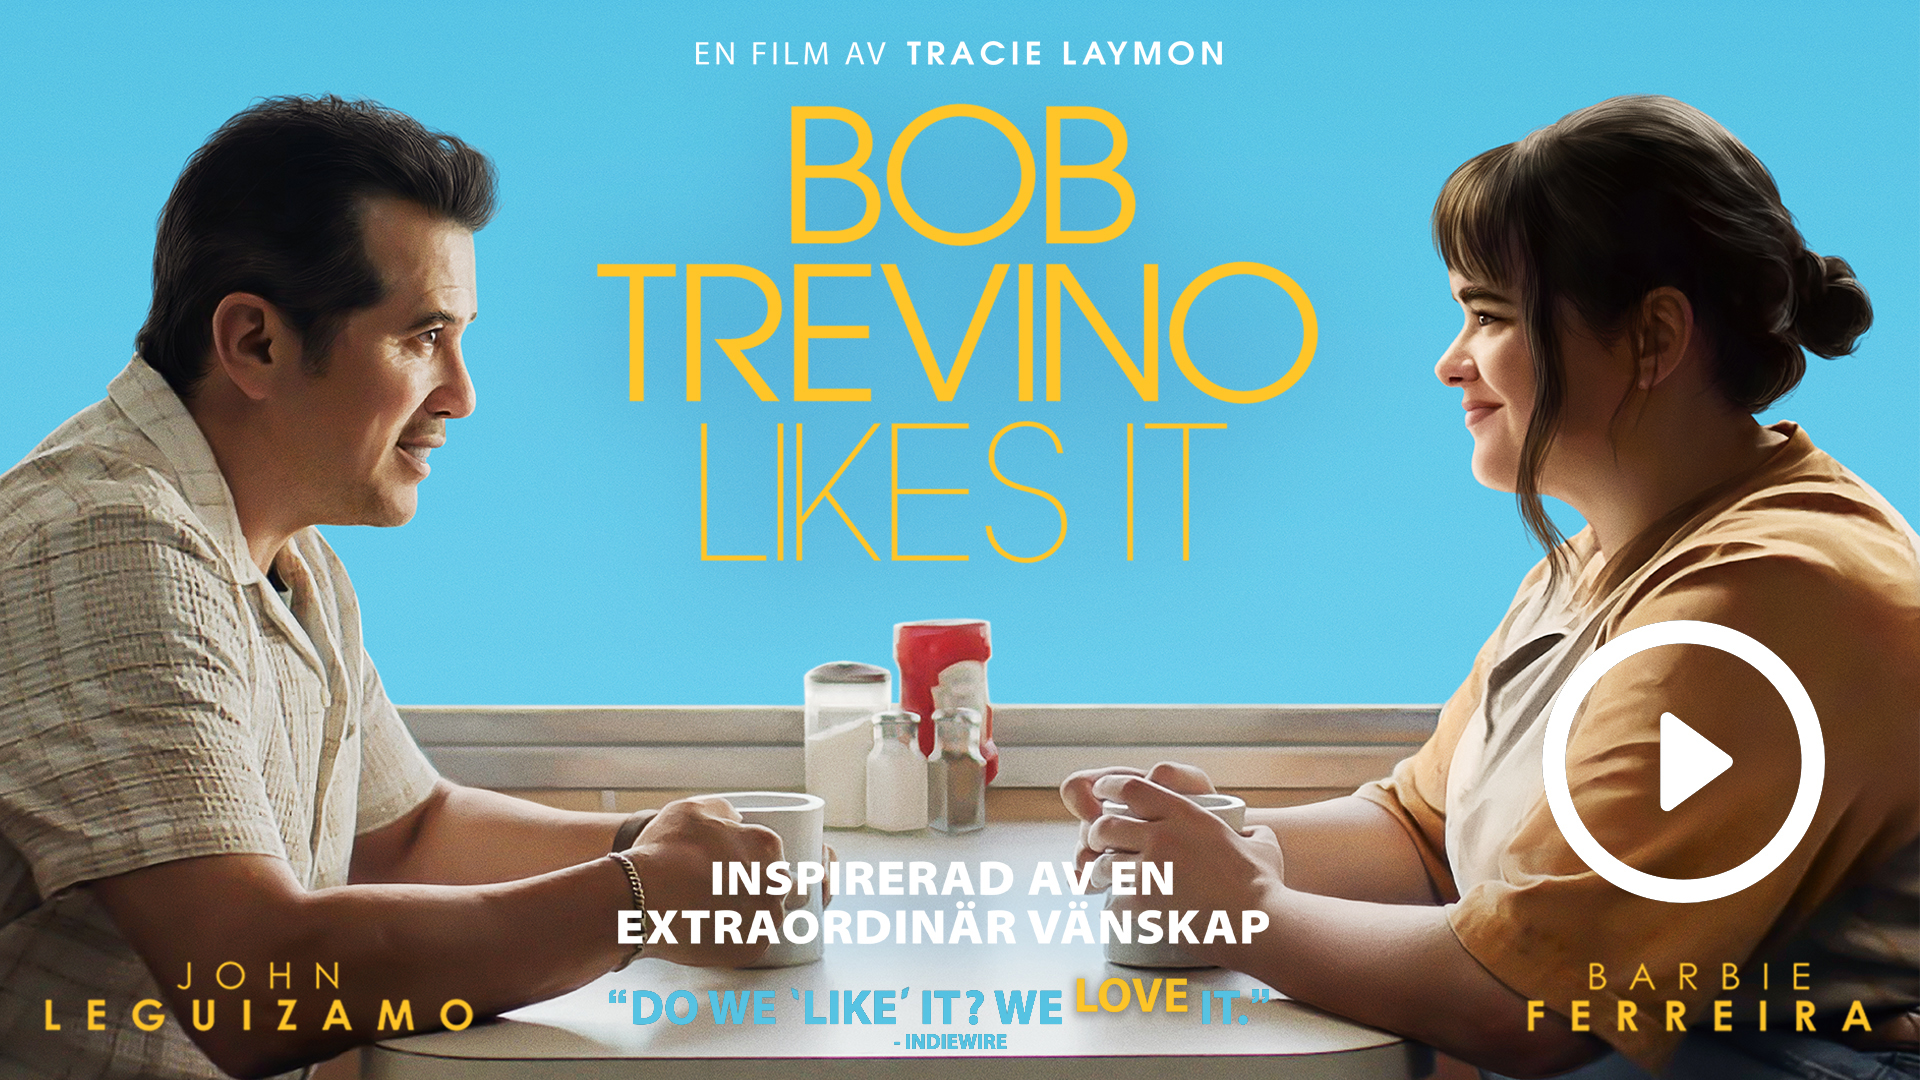 EN FILM AV TRACIE LAYMON
BOB
TREVINO
LIKES IT
INSPIRERAD AV EN
EXTRAORDINÄR VÄNSKAP
JOHN
LEGUIZAMO
BARBIE
FERREIRA
“DO WE ‘LIKE’ IT? WE LOVE IT.”
- INDIEWIRE